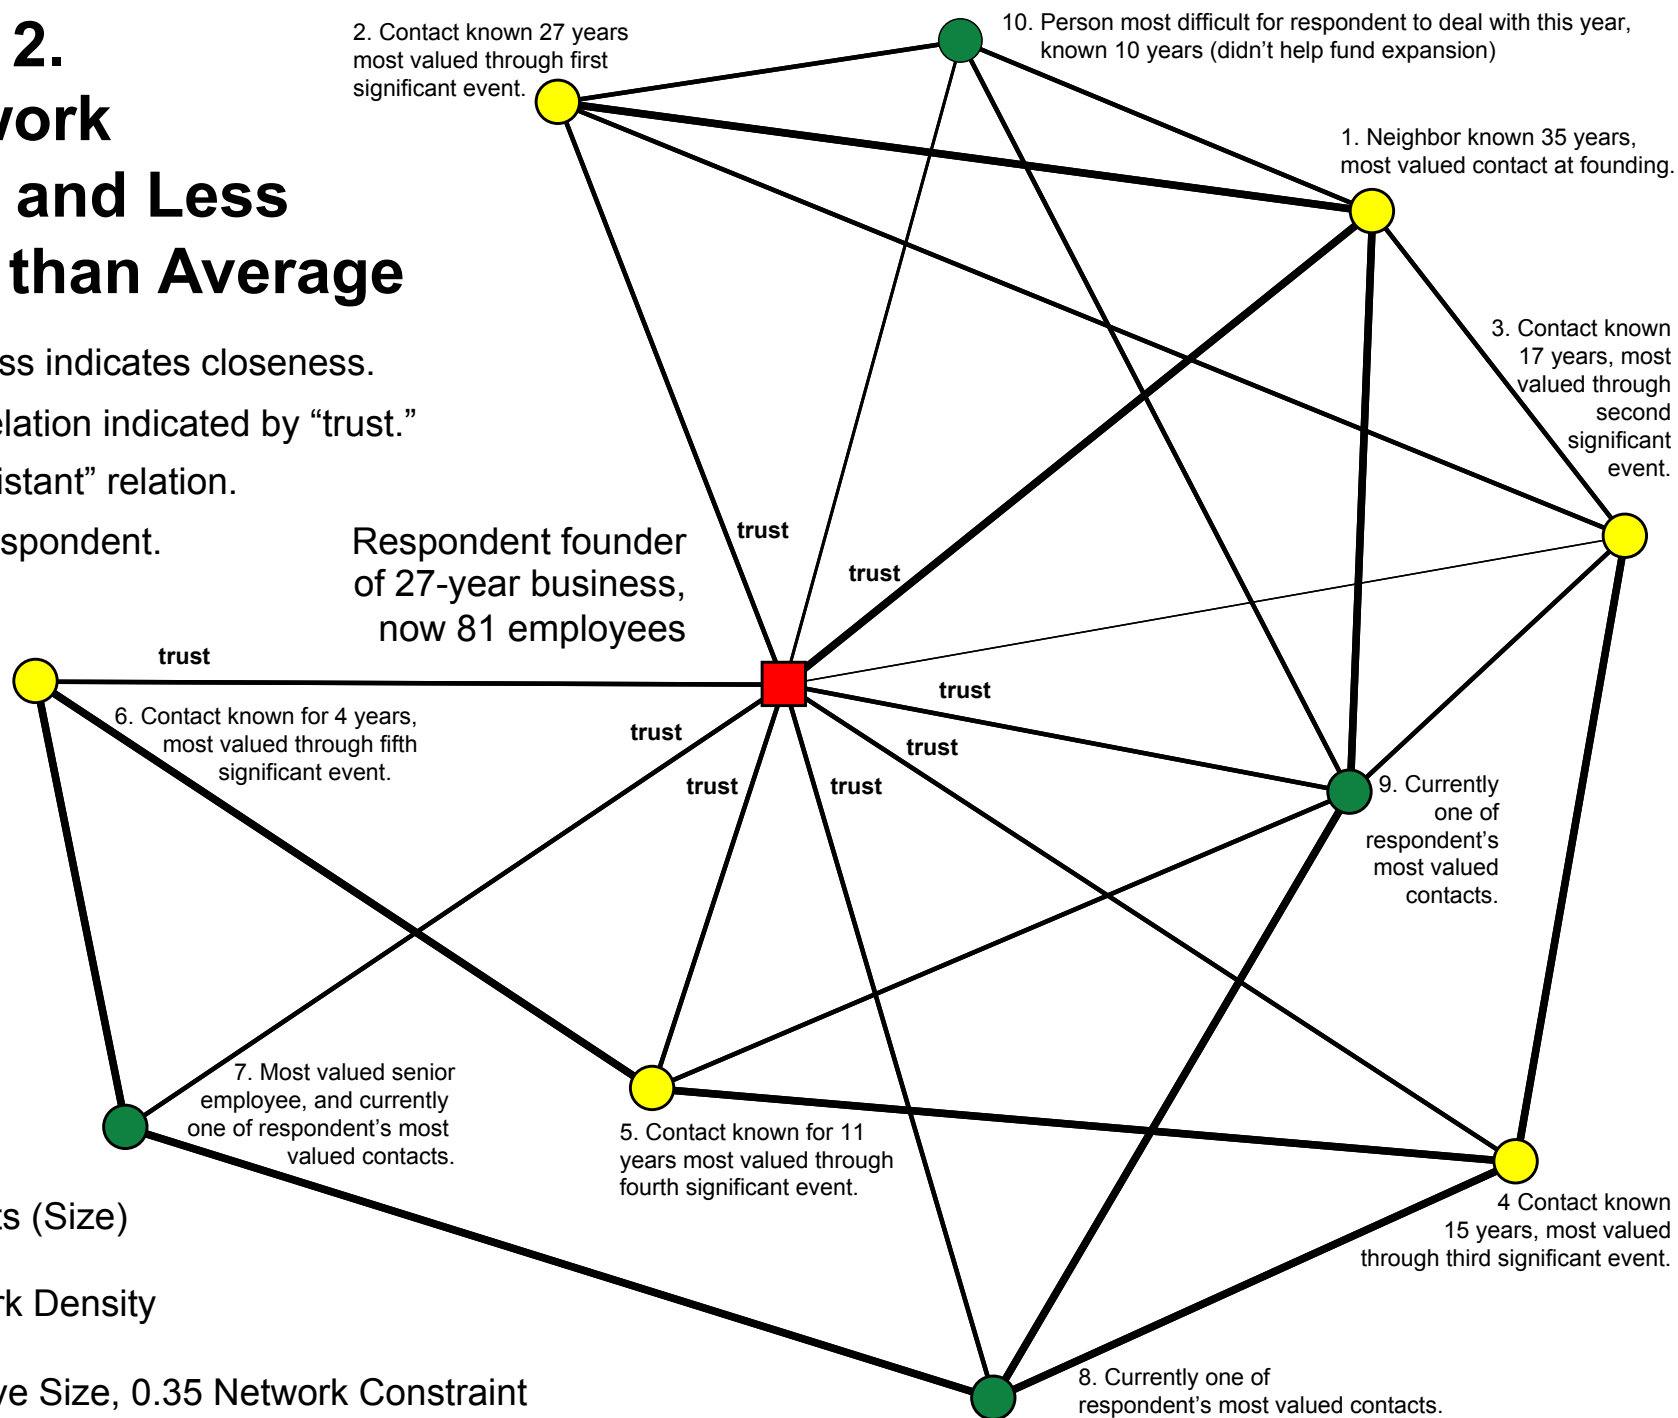 2.
work
and Less
than Average
ss indicates closeness.
elation indicated by “trust.”
istant” relation.
spondent.
2. Contact known 27 years
most valued through first
significant event.
10. Person most difficult for respondent to deal with this year,
known 10 years (didn’t help fund expansion)
1. Neighbor known 35 years,
most valued contact at founding.
3. Contact known
17 years, most
valued through
second
significant
event.
Respondent founder
of 27-year business,
now 81 employees
trust
trust
trust
trust
trust
trust
trust
trust
6. Contact known for 4 years,
most valued through fifth
significant event.
9. Currently
one of
respondent’s
most valued
contacts.
7. Most valued senior
employee, and currently
one of respondent’s most
valued contacts.
5. Contact known for 11
years most valued through
fourth significant event.
4 Contact known
15 years, most valued
through third significant event.
8. Currently one of
respondent’s most valued contacts.
ts (Size)
rk Density
ve Size, 0.35 Network Constraint